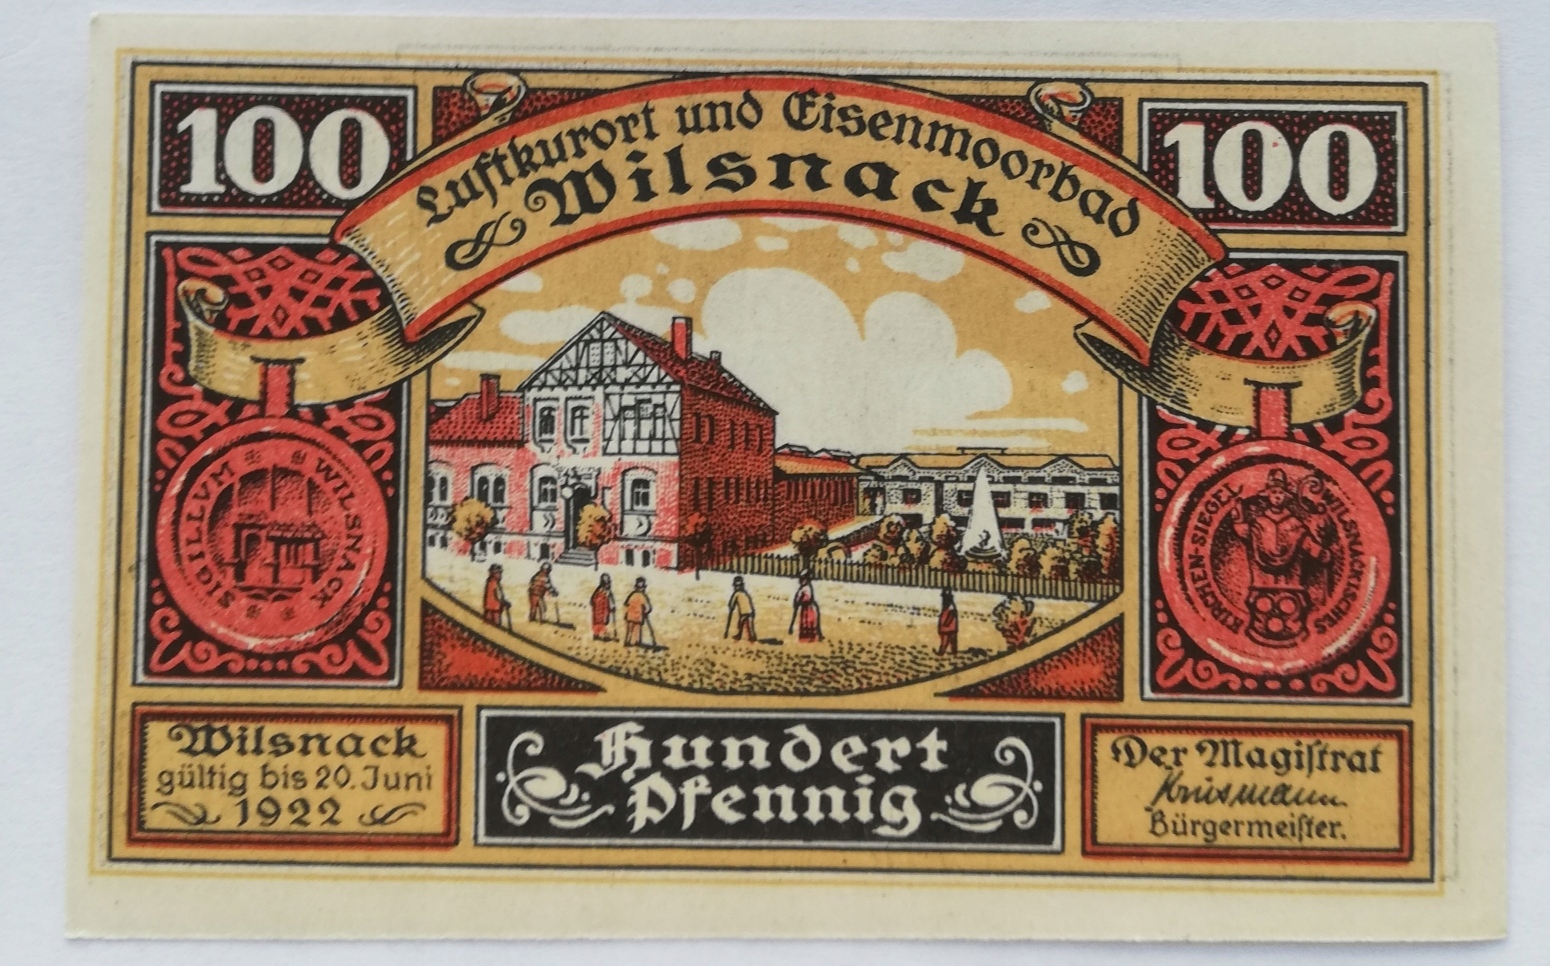 100
Luftkurort und Eisenmoorbad
Wilsnack
100
SIGILLVM WILSNACK
KIRCHEN-SIEGEL WILSNACKISCHS
Wilsnack
gültig bis 20. Juni
1922
Hundert
Pfennig
Der Magiſtrat
Bürgermeiſter.